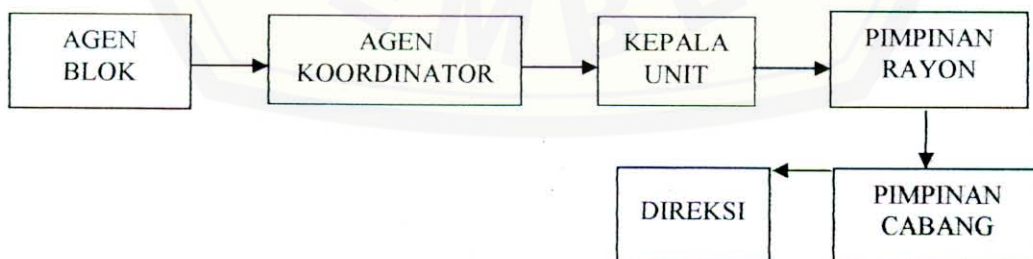 AGEN
BLOK
AGEN
KOORDINATOR
KEPALA
UNIT
PIMPINAN
RAYON
DIREKSI
PIMPINAN
CABANG